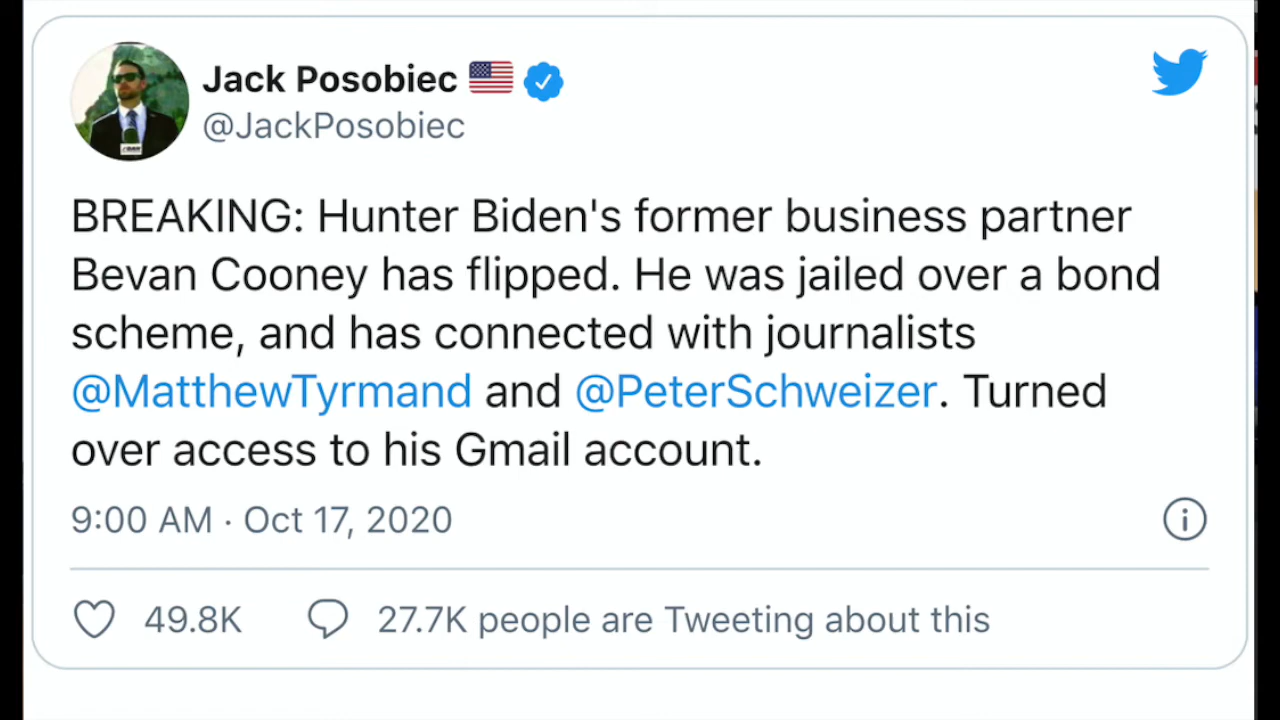 Jack Posobiec 🇺🇸
@JackPosobiec
BREAKING: Hunter Biden's former business partner
Bevan Cooney has flipped. He was jailed over a bond
scheme, and has connected with journalists
@MatthewTyrmand and @PeterSchweizer. Turned
over access to his Gmail account.
9:00 AM · Oct 17, 2020
49.8K 27.7K people are Tweeting about this